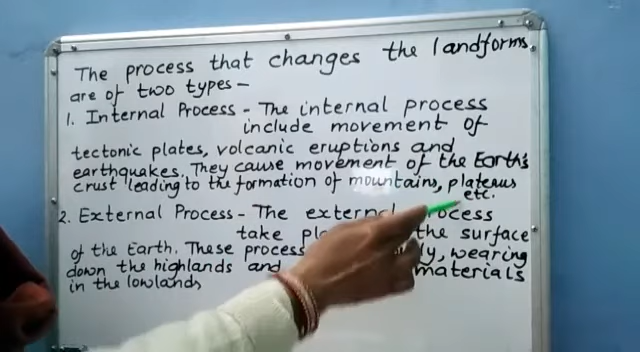 The process that changes the landforms
are of two types -
1. Internal Process - The internal process
include movement of
tectonic plates, volcanic eruptions and
earthquakes. They cause movement of the Earth's
crust leading to the formation of mountains, plateaus
etc.
2. External Process - The external process
take the surface
of the Earth. These wearing
down the highlands and materials
in the lowlands